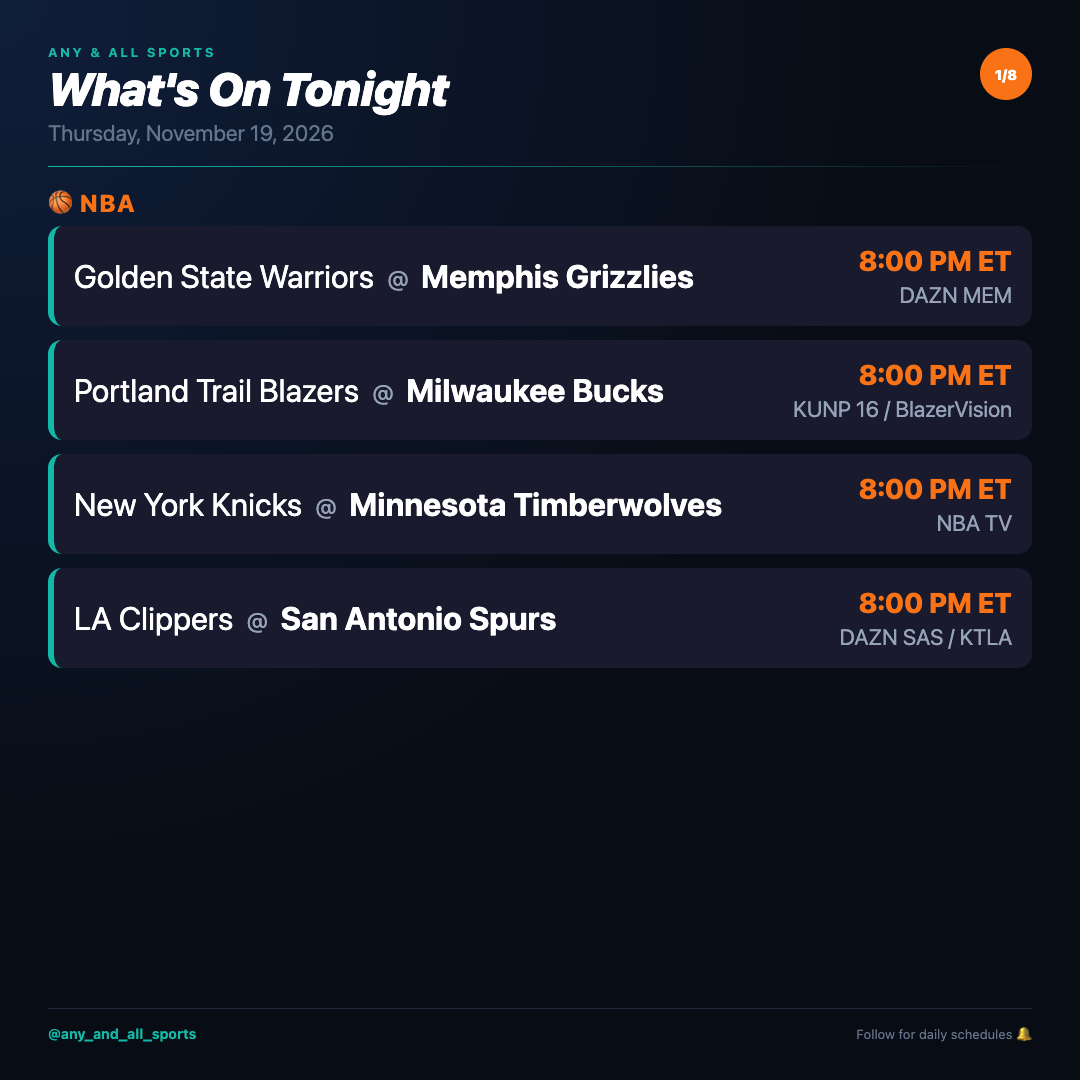 ANY & ALL SPORTS
What's On Tonight
1/8
Thursday, November 19, 2026
🏀 NBA
Golden State Warriors @ Memphis Grizzlies
8:00 PM ET
DAZN MEM
Portland Trail Blazers @ Milwaukee Bucks
8:00 PM ET
KUNP 16 / BlazerVision
New York Knicks @ Minnesota Timberwolves
8:00 PM ET
NBA TV
LA Clippers @ San Antonio Spurs
8:00 PM ET
DAZN SAS / KTLA
@any_and_all_sports
Follow for daily schedules 🔔